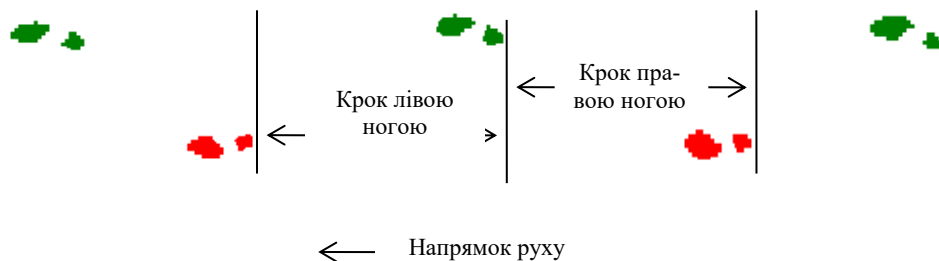 Крок лівою
ногою
Крок пра-
вою ногою
Напрямок руху